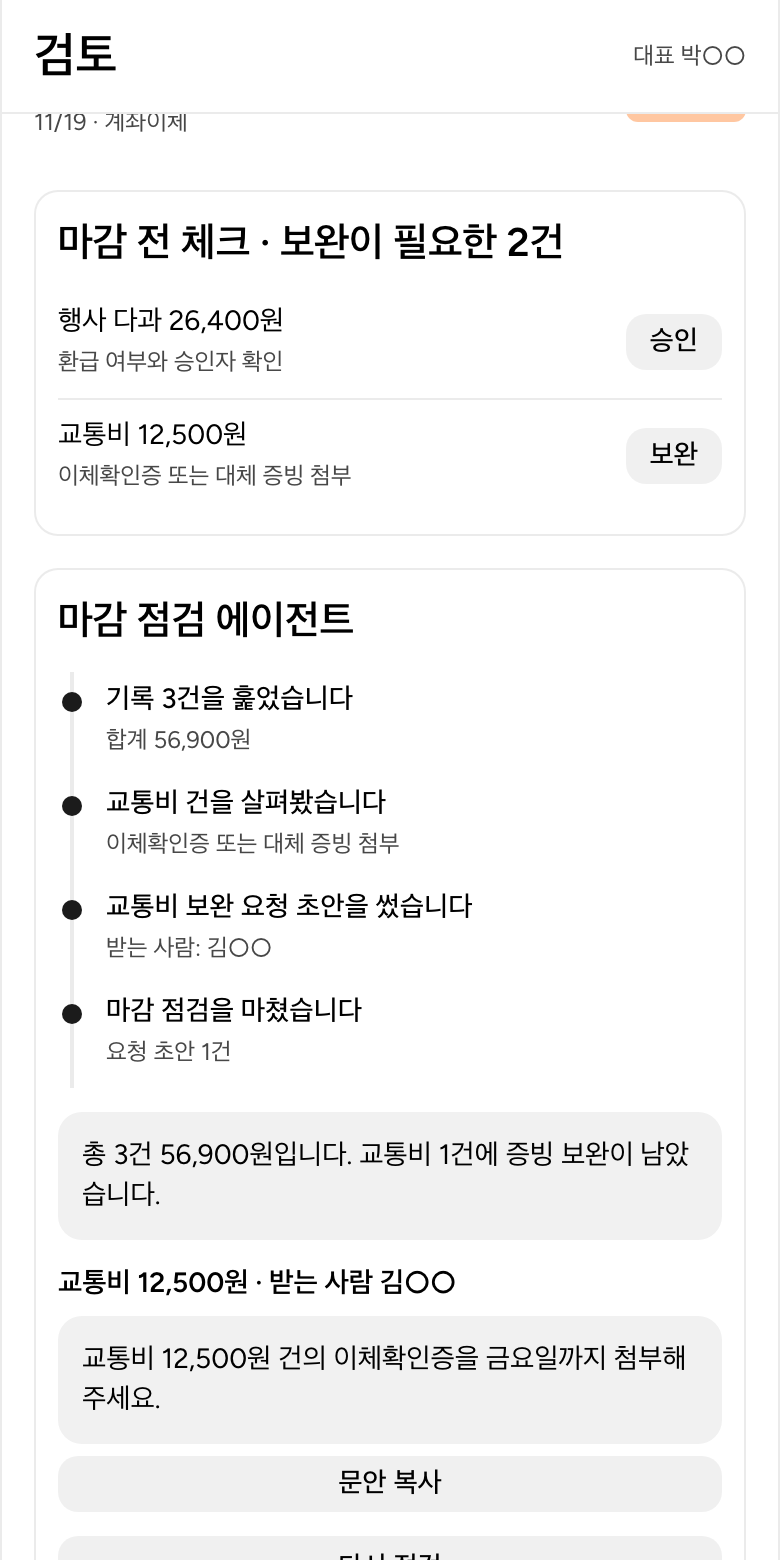 검토
대표 박○○
11/19 · 계좌이체
마감 전 체크 · 보완이 필요한 2건
행사 다과 26,400원
환급 여부와 승인자 확인
승인
교통비 12,500원
이체확인증 또는 대체 증빙 첨부
보완
마감 점검 에이전트
기록 3건을 훑었습니다
합계 56,900원
교통비 건을 살펴봤습니다
이체확인증 또는 대체 증빙 첨부
교통비 보완 요청 초안을 썼습니다
받는 사람: 김○○
마감 점검을 마쳤습니다
요청 초안 1건
총 3건 56,900원입니다. 교통비 1건에 증빙 보완이 남았
습니다.
교통비 12,500원 · 받는 사람 김○○
교통비 12,500원 건의 이체확인증을 금요일까지 첨부해
주세요.
문안 복사